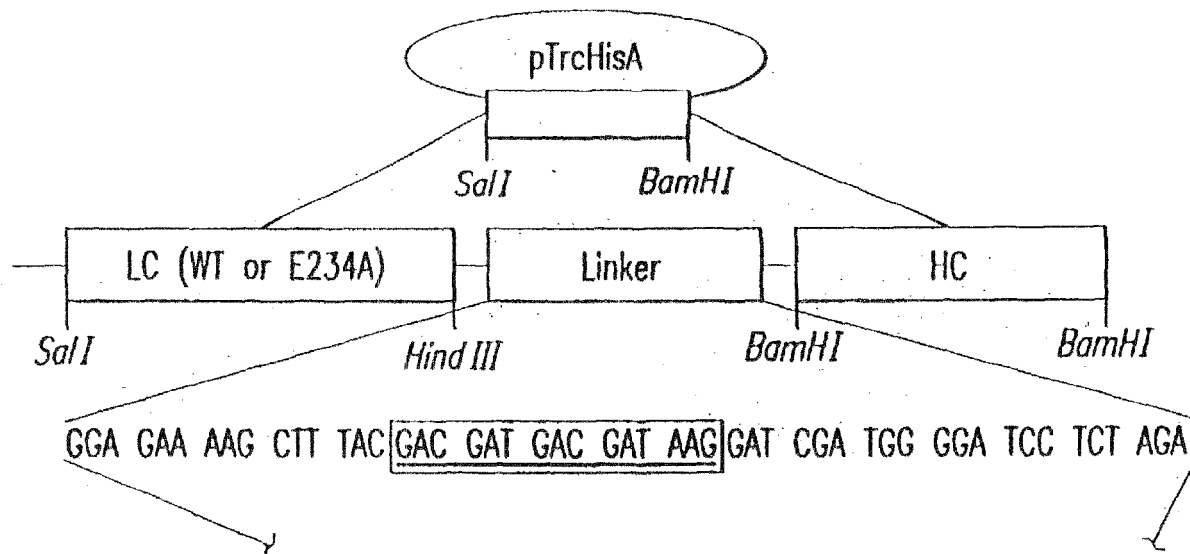 pTrcHisA
SalI BamHI
LC (WT or E234A) Linker HC
SalI Hind III BamHI BamHI
GGA GAA AAG CTT TAC GAC GAT GAC GAT AAG GAT CGA TGG GGA TCC TCT AGA